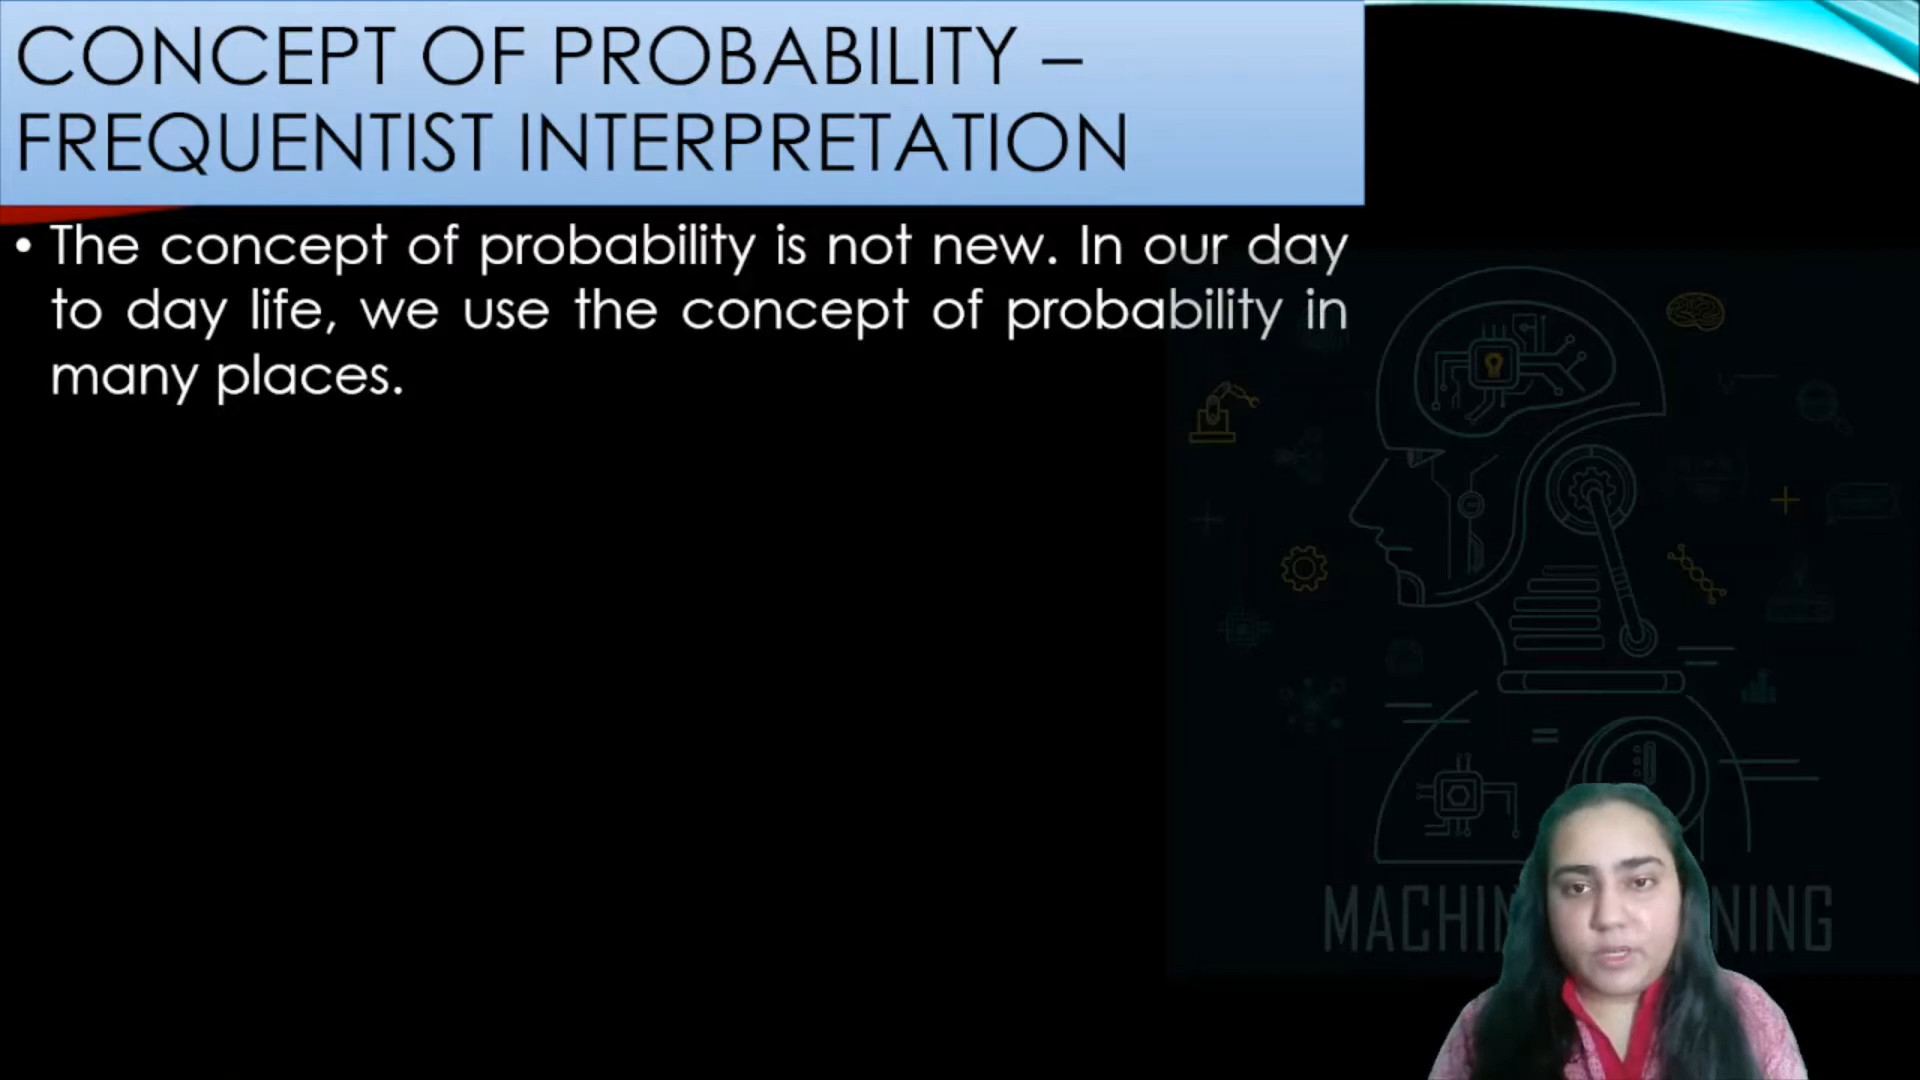 CONCEPT OF PROBABILITY –
FREQUENTIST INTERPRETATION
• The concept of probability is not new. In our day
to day life, we use the concept of probability in
many places.